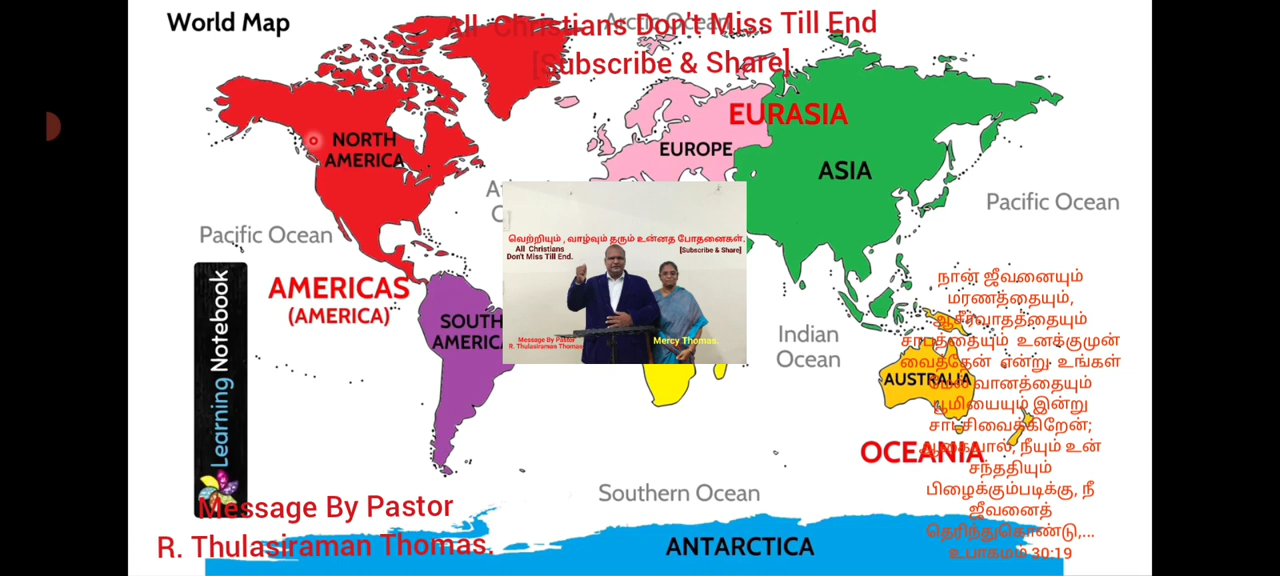 World Map
Arctic Ocean
All Christians Don't Miss Till End
[Subscribe & Share]
EURASIA
NORTH
AMERICA
EUROPE
ASIA
Pacific Ocean
Pacific Ocean
வெற்றியும் , வாழ்வும் தரும் உன்னத போதனைகள்.
All Christians
Don't Miss Till End.
[Subscribe & Share]
Message By Pastor
R. Thulasiraman Thomas
Mercy Thomas.
AMERICAS
(AMERICA)
SOUTH
Indian
Ocean
AUSTRALIA
OCEANIA
Learning Notebook
நான் ஜீவனையும்
மரணத்தையும்,
ஆசீர்வாதத்தையும்
சாபத்தையும் உனக்குமுன்
வைத்தேன் என்று உங்கள்
மேல் வானத்தையும்
பூமியையும் இன்று
சாட்சிவைக்கிறேன்;
ஆகையால், நீயும் உன்
சந்ததியும்
பிழைக்கும்படிக்கு, நீ
ஜீவனைத்
தெரிந்துகொண்டு,...
உபாகமம் 30:19
Southern Ocean
Message By Pastor
R. Thulasiraman Thomas.
ANTARCTICA